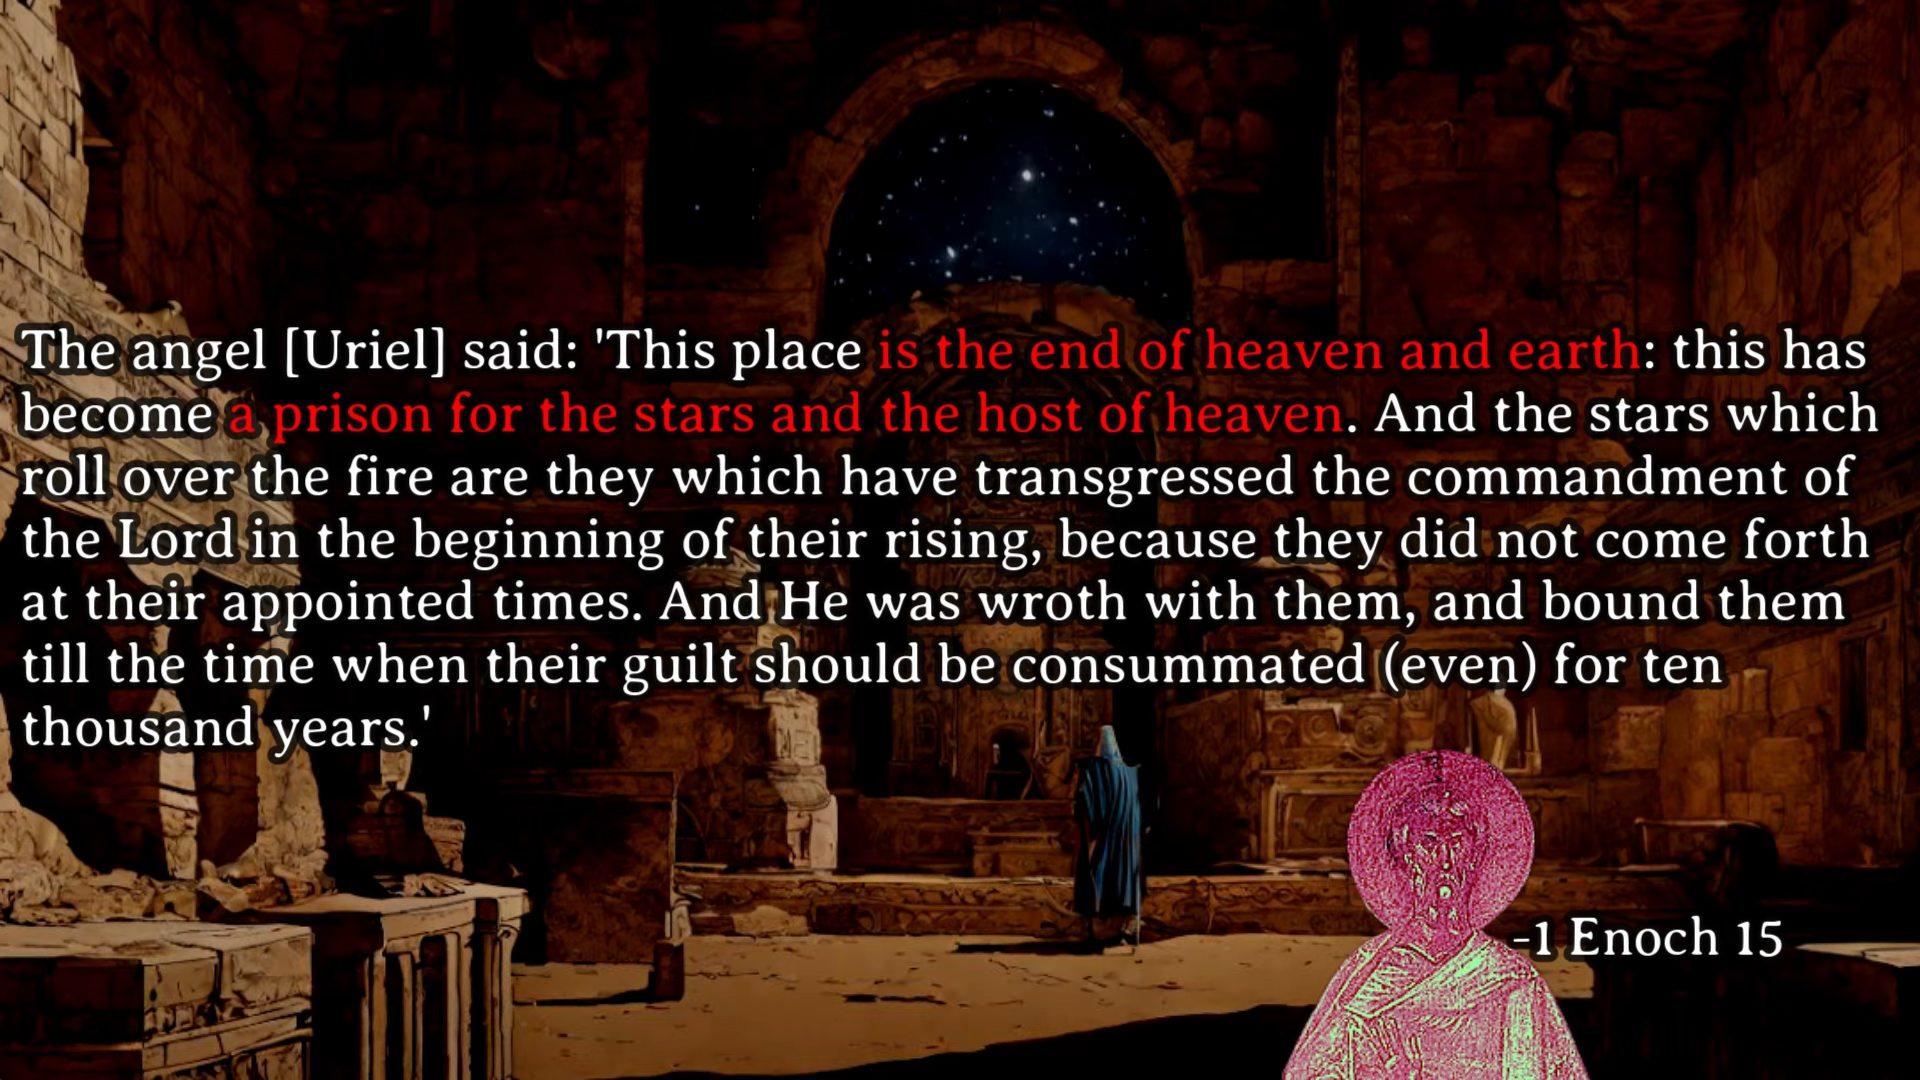 The angel [Uriel] said: 'This place is the end of heaven and earth: this has
become a prison for the stars and the host of heaven. And the stars which
roll over the fire are they which have transgressed the commandment of
the Lord in the beginning of their rising, because they did not come forth
at their appointed times. And He was wroth with them, and bound them
till the time when their guilt should be consummated (even) for ten
thousand years.'
-1 Enoch 15